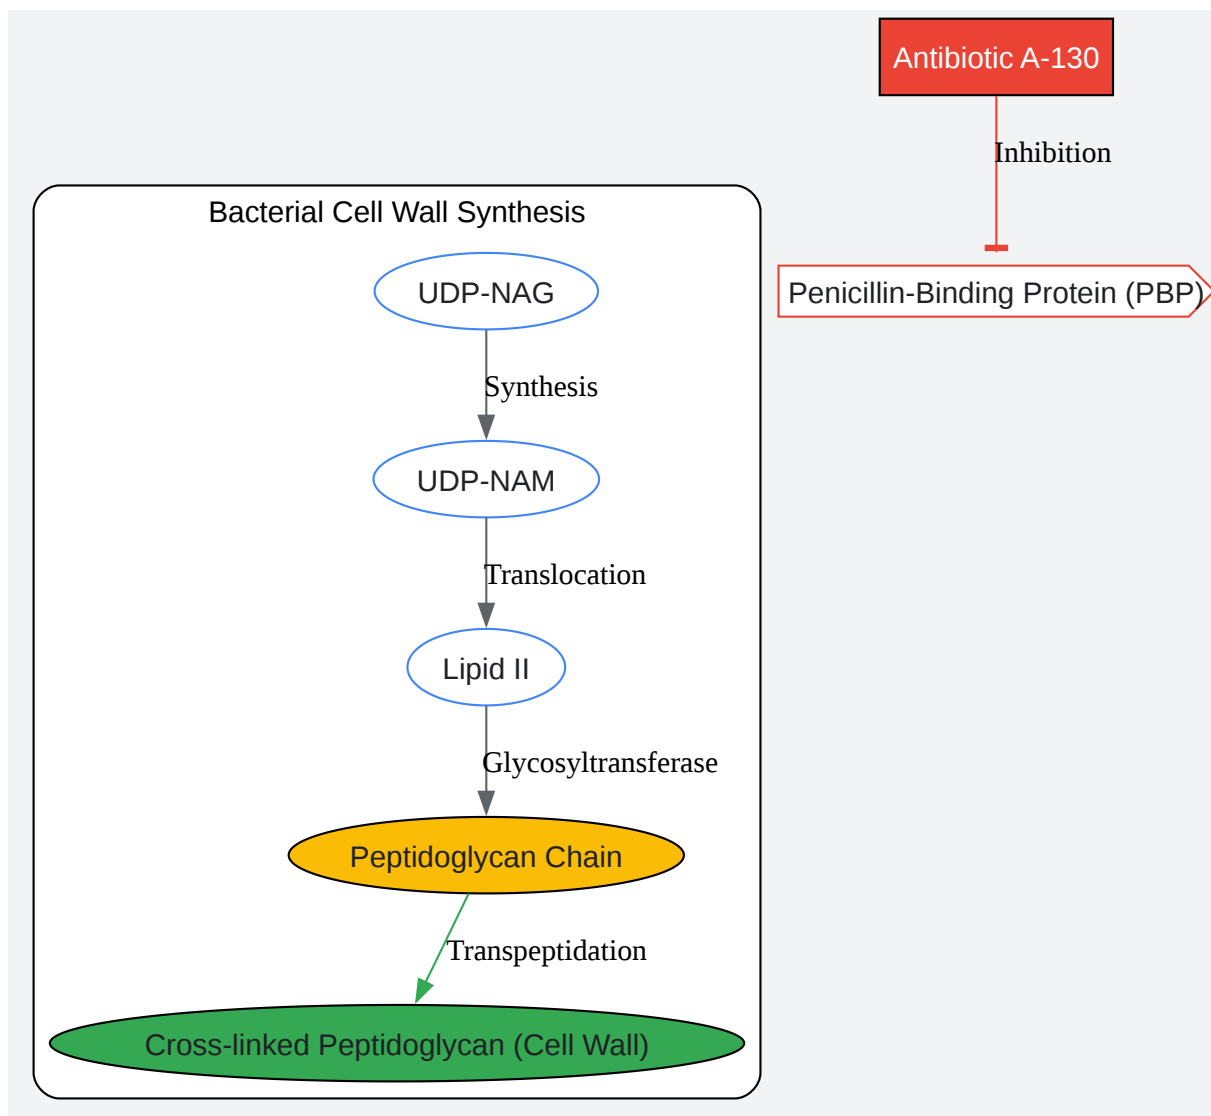 Antibiotic A-130
Inhibition
Bacterial Cell Wall Synthesis
UDP-NAG
Penicillin-Binding Protein (PBP)
Synthesis
UDP-NAM
Translocation
Lipid II
Glycosyltransferase
Peptidoglycan Chain
Transpeptidation
Cross-linked Peptidoglycan (Cell Wall)